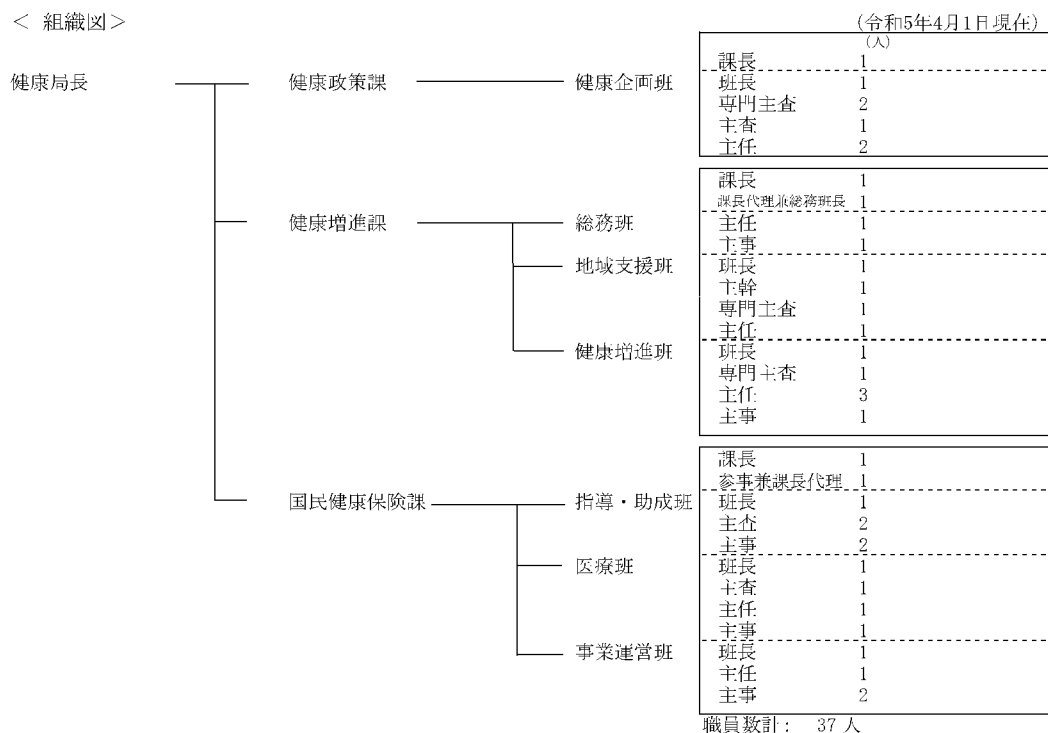 ＜ 組織図＞
(令和5年4月1日現在)
(人)
健康局長
健康政策課
健康企画班
課長 1
班長 1
専門主査 2
主査 1
主任 2
健康増進課
総務班
地域支援班
健康増進班
課長 1
課長代理兼総務班長 1
主任 1
主事 1
班長 1
主幹 1
専門主査 1
主任 1
班長 1
専門主査 1
主任 3
主事 1
国民健康保険課
指導・助成班
医療班
事業運営班
課長 1
参事兼課長代理 1
班長 1
主査 2
主事 2
班長 1
主査 1
主任 1
主事 1
班長 1
主任 1
主事 2
職員数計： 37 人